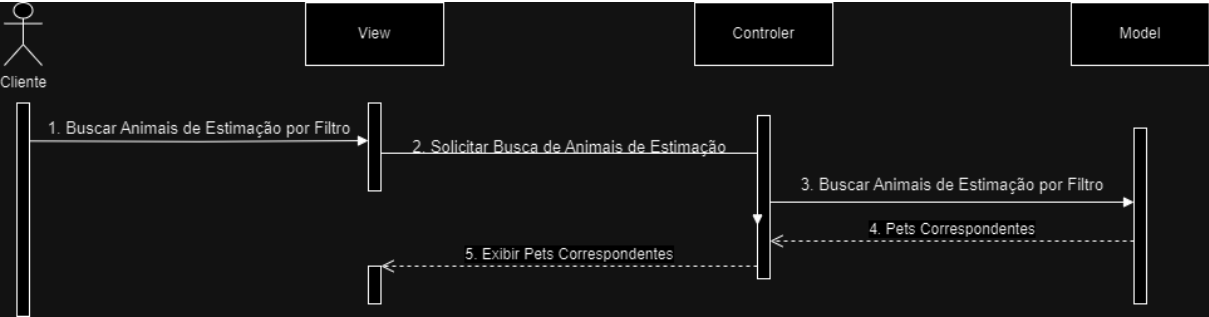 View
Controler
Model
Cliente
1. Buscar Animais de Estimação por Filtro
2. Solicitar Busca de Animais de Estimação
3. Buscar Animais de Estimação por Filtro
4. Pets Correspondentes
5. Exibir Pets Correspondentes